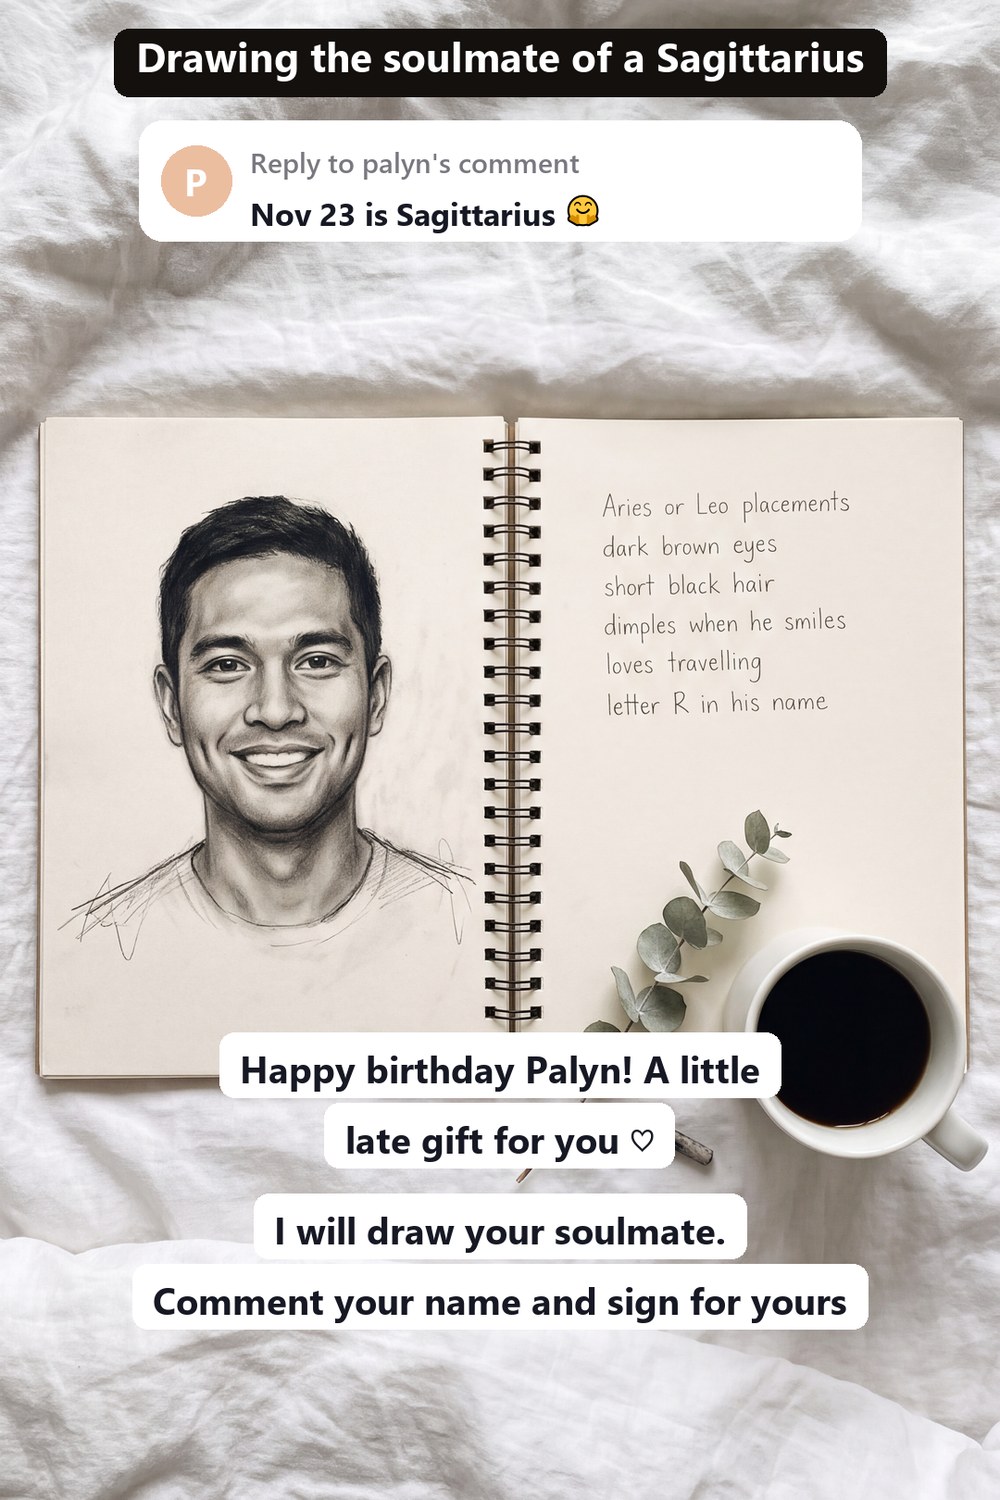 Drawing the soulmate of a Sagittarius
P
Reply to palyn's comment
Nov 23 is Sagittarius 🤗
Aries or Leo placements
dark brown eyes
short black hair
dimples when he smiles
loves travelling
letter R in his name
Happy birthday Palyn! A little
late gift for you ♡
I will draw your soulmate.
Comment your name and sign for yours